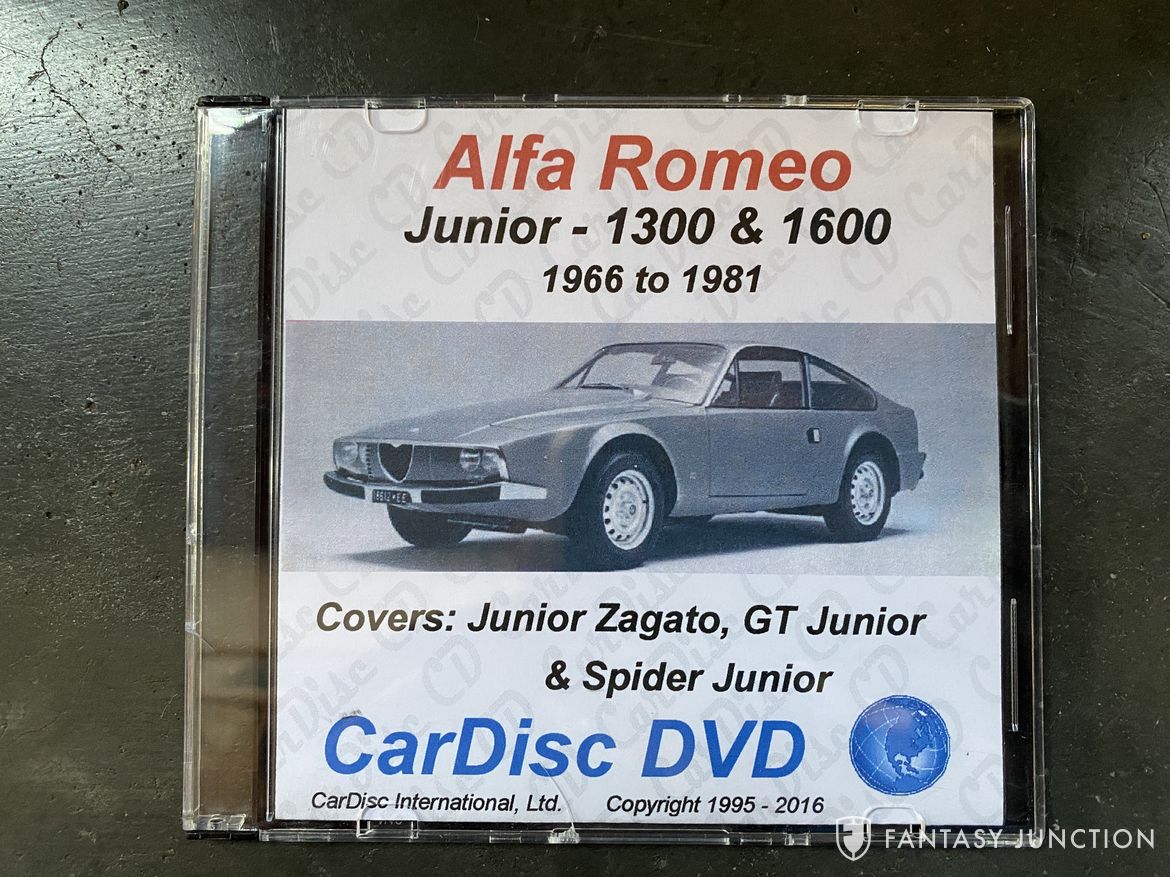 Alfa Romeo
Junior - 1300 & 1600
1966 to 1981
Covers: Junior Zagato, GT Junior
& Spider Junior
CarDisc DVD
CarDisc International, Ltd. Copyright 1995 - 2016
FANTASY JUNCTION